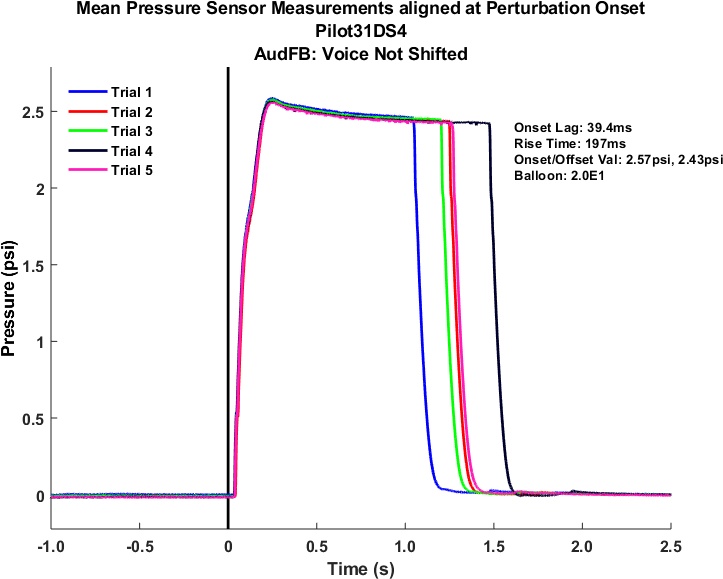 Mean Pressure Sensor Measurements aligned at Perturbation Onset
Pilot31DS4
AudFB: Voice Not Shifted
Trial 1
Trial 2
Trial 3
Trial 4
Trial 5
Onset Lag: 39.4ms
Rise Time: 197ms
Onset/Offset Val: 2.57psi, 2.43psi
Balloon: 2.0E1
Pressure (psi)
2.5
2
1.5
1
0.5
0
-1.0 -0.5 0 0.5 1.0 1.5 2.0 2.5
Time (s)